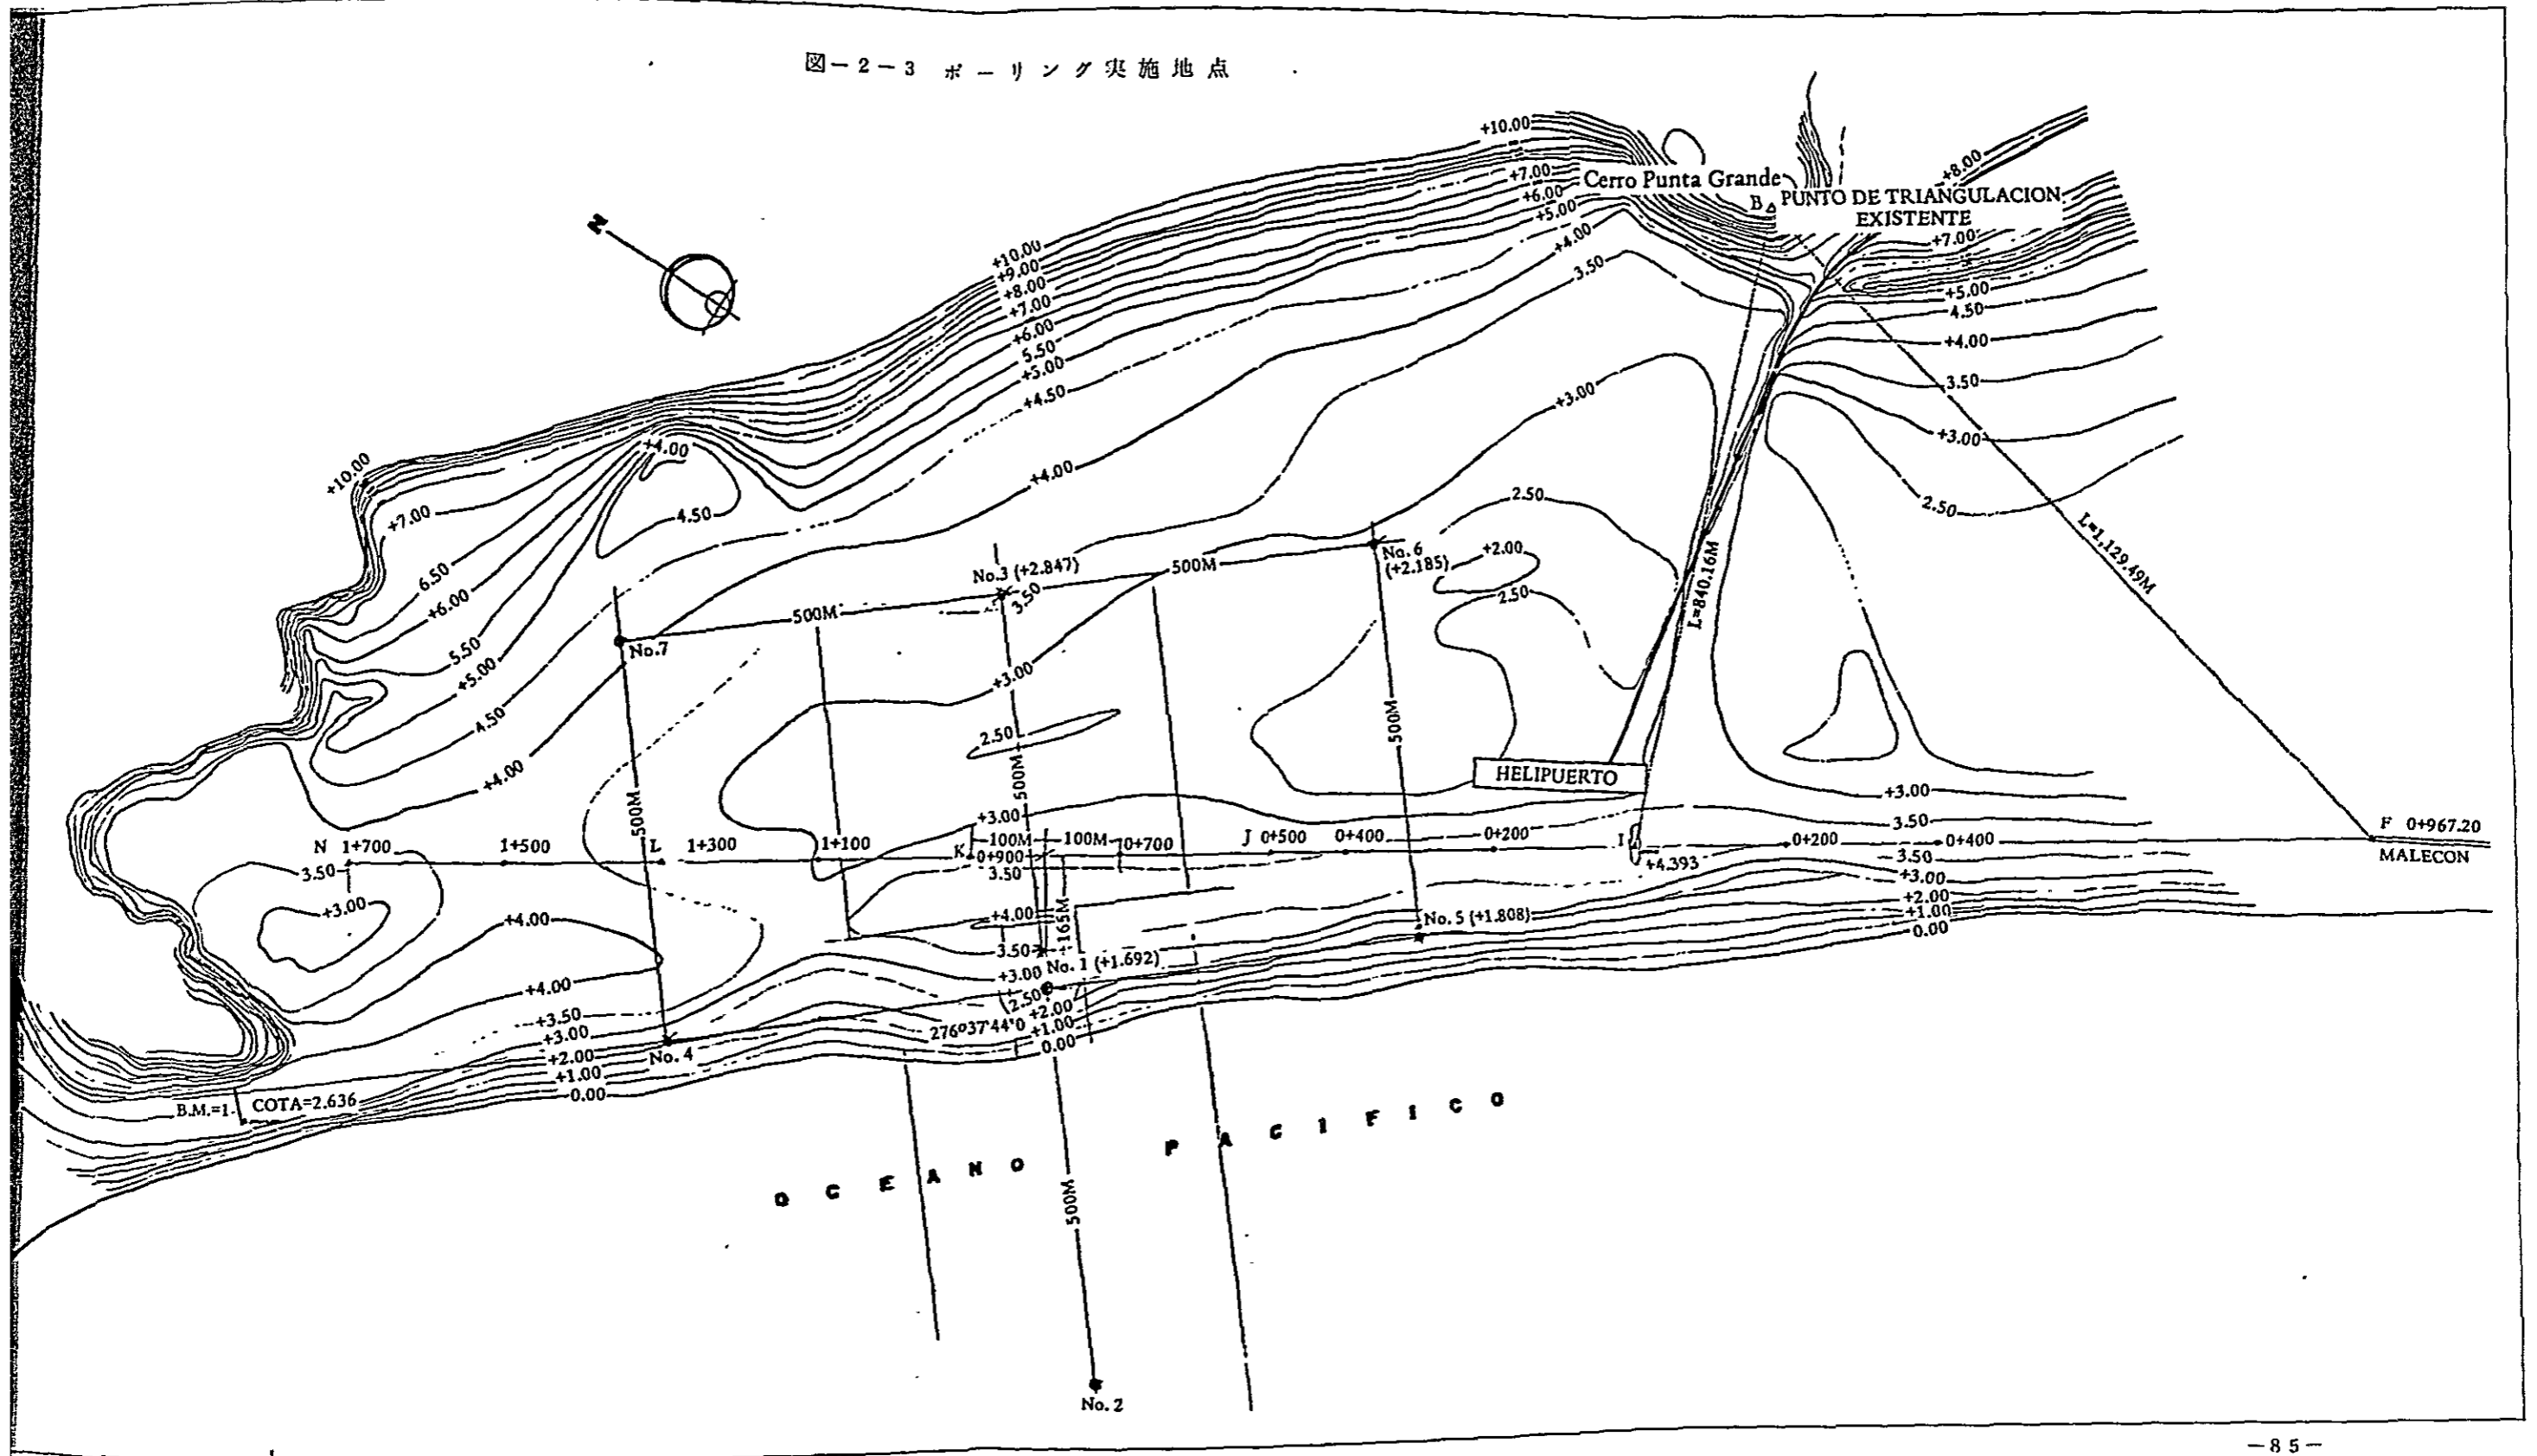 図－2－3 ボーリング実施地点
N
+10.00
+7.00
+6.00
+5.00
+4.00
3.50
Cerro Punta Grande
B
PUNTO DE TRIANGULACION
EXISTENTE
+8.00
+7.00
+5.00
4.50
+4.00
3.50
+3.00
2.50
+10.00
+9.00
+8.00
+7.00
+6.00
5.50
+5.00
+4.50
+4.00
+3.00
2.50
+2.00
2.50
+10.00
+7.00
+4.00
4.50
6.50
+6.00
5.50
+5.00
4.50
+4.00
No.3 (+2.847)
3.50
500M
500M
No.6
(+2.185)
No.7
L=840.16M
L=1,129.49M
+3.00
2.50
500M
500M
500M
HELIPUERTO
+3.00
+3.00
3.50
N 1+700
1+500
L 1+300
1+100
K 0+900
100M
100M
0+700
J 0+500
0+400
0+200
I
+4.393
0+200
0+400
F 0+967.20
MALECON
3.50
3.50
+3.00
+2.00
+1.00
0.00
3.50
+3.00
+4.00
+4.00
+4.00
165M
3.50
+3.00
No. 1 (+1.692)
No. 5 (+1.808)
2.50
+2.00
276°37'44"0
+1.00
0.00
+3.50
+3.00
+2.00
+1.00
0.00
No. 4
B.M.=1
COTA=2.636
OCEANO PACIFICO
500M
No. 2
－85－